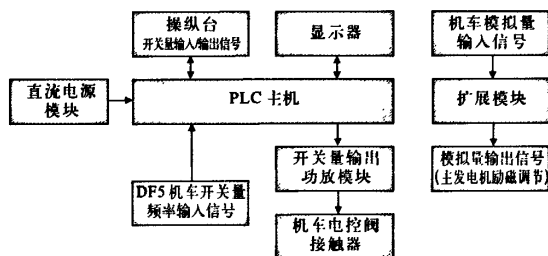 操纵台
开关量输入/输出信号
显示器
机车模拟量
输入信号
直流电源
模块
PLC 主机
扩展模块
开关量输出
功放模块
模拟量输出信号
(主发电机励磁调节)
DF5 机车开关量
频率输入信号
机车电控阀
接触器